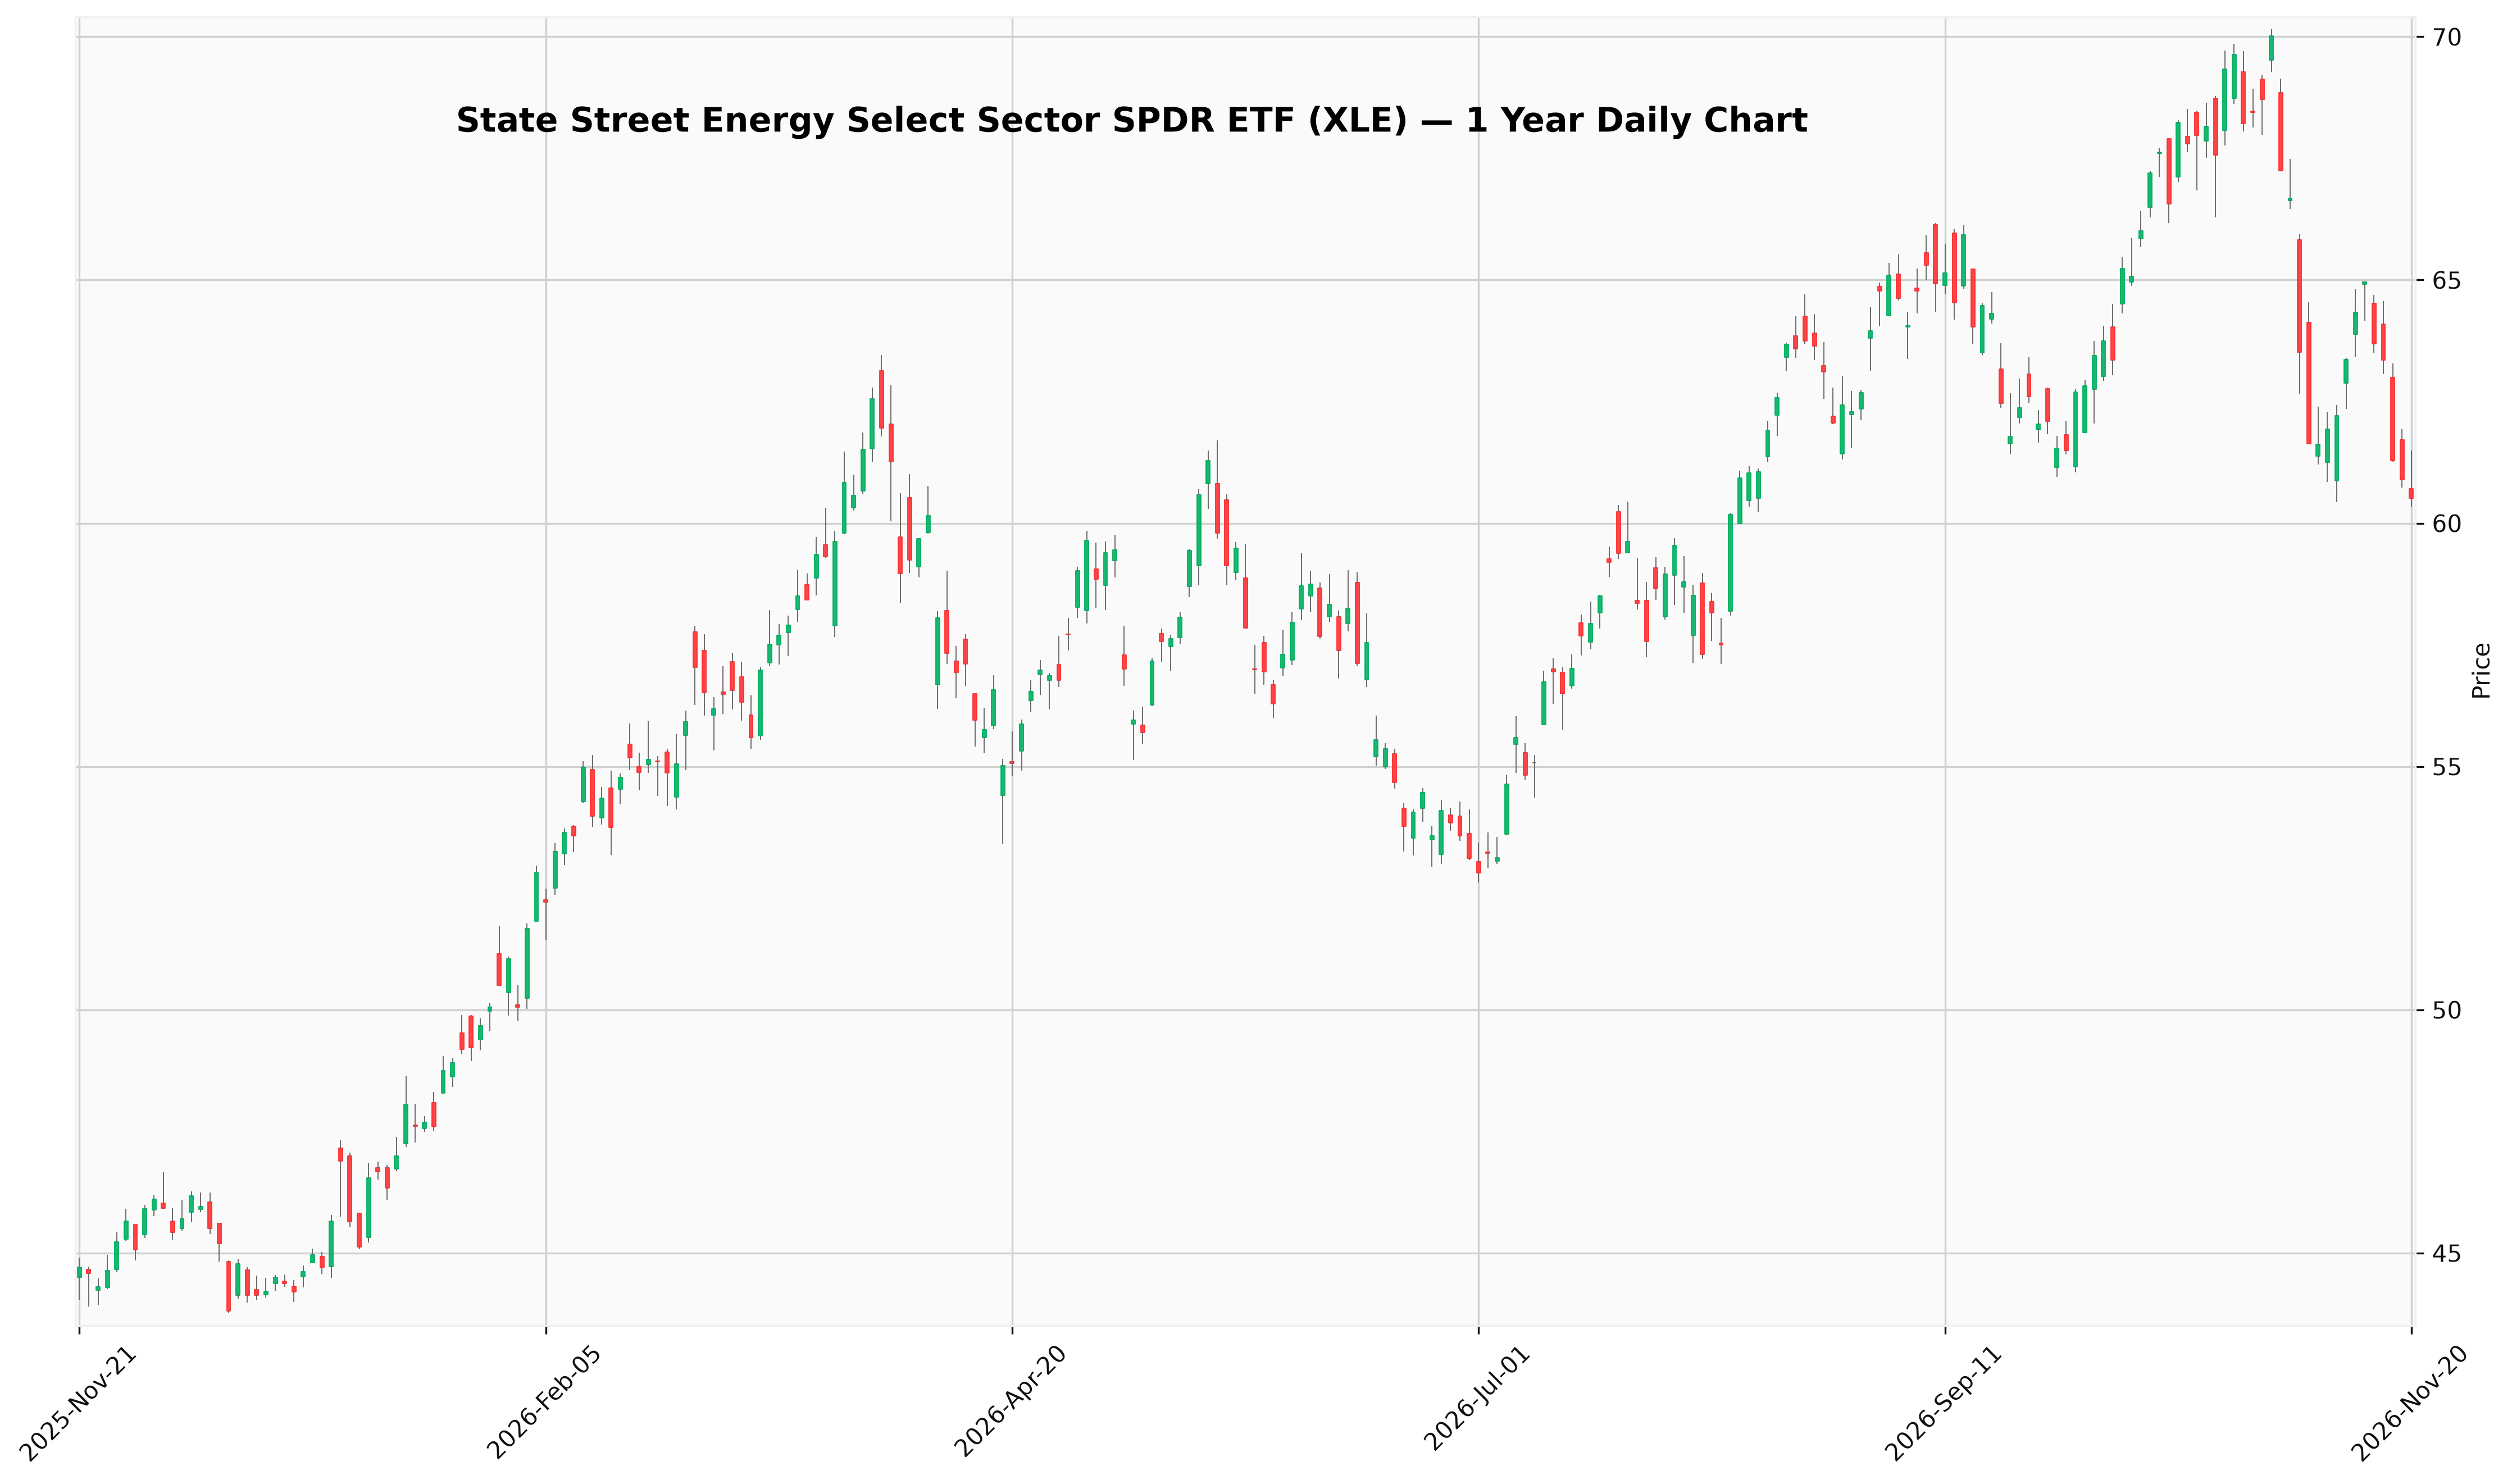 State Street Energy Select Sector SPDR ETF (XLE) — 1 Year Daily Chart
70
65
60
55
50
45
Price
2025-Nov-21
2026-Feb-05
2026-Apr-20
2026-Jul-01
2026-Sep-11
2026-Nov-20